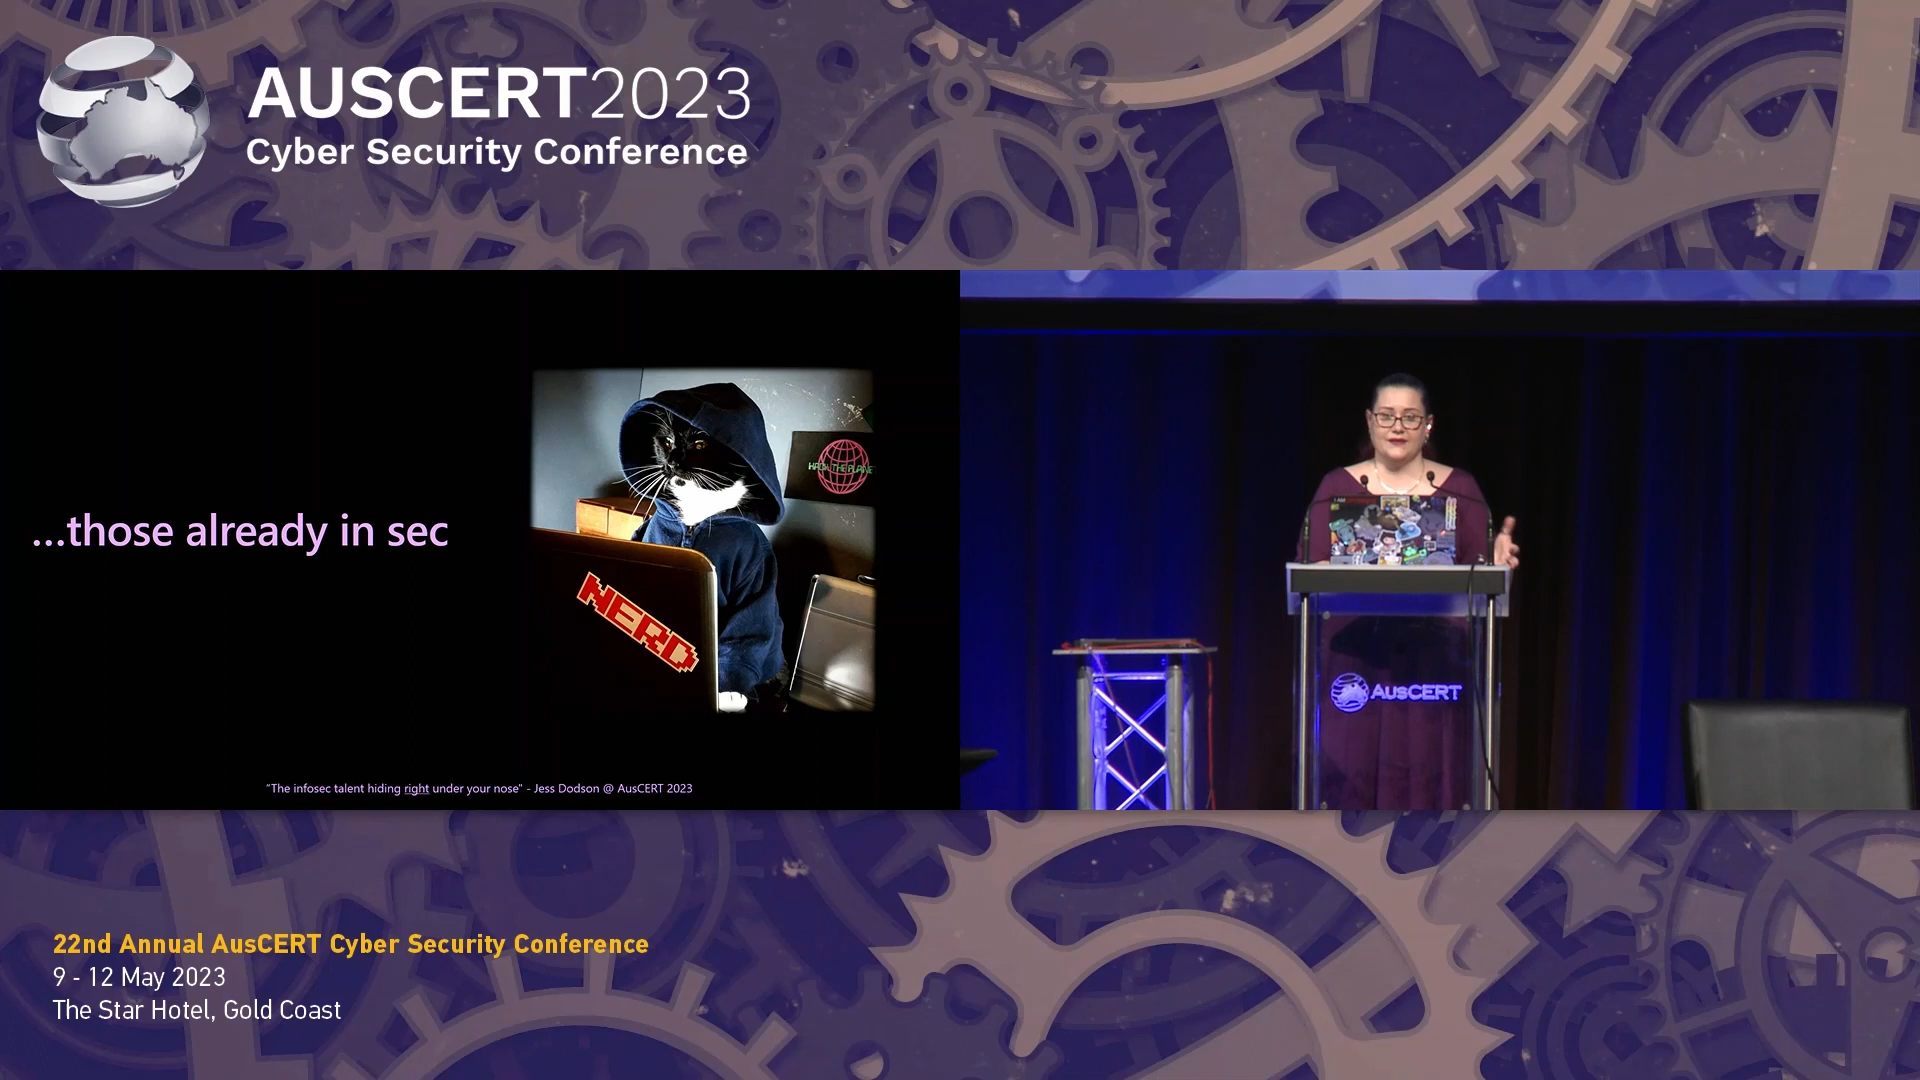 AUSCERT2023
Cyber Security Conference
...those already in sec
HACK THE PLANE
NERD
"The infosec talent hiding right under your nose" - Jess Dodson @ AusCERT 2023
AUSCERT
22nd Annual AusCERT Cyber Security Conference
9 - 12 May 2023
The Star Hotel, Gold Coast